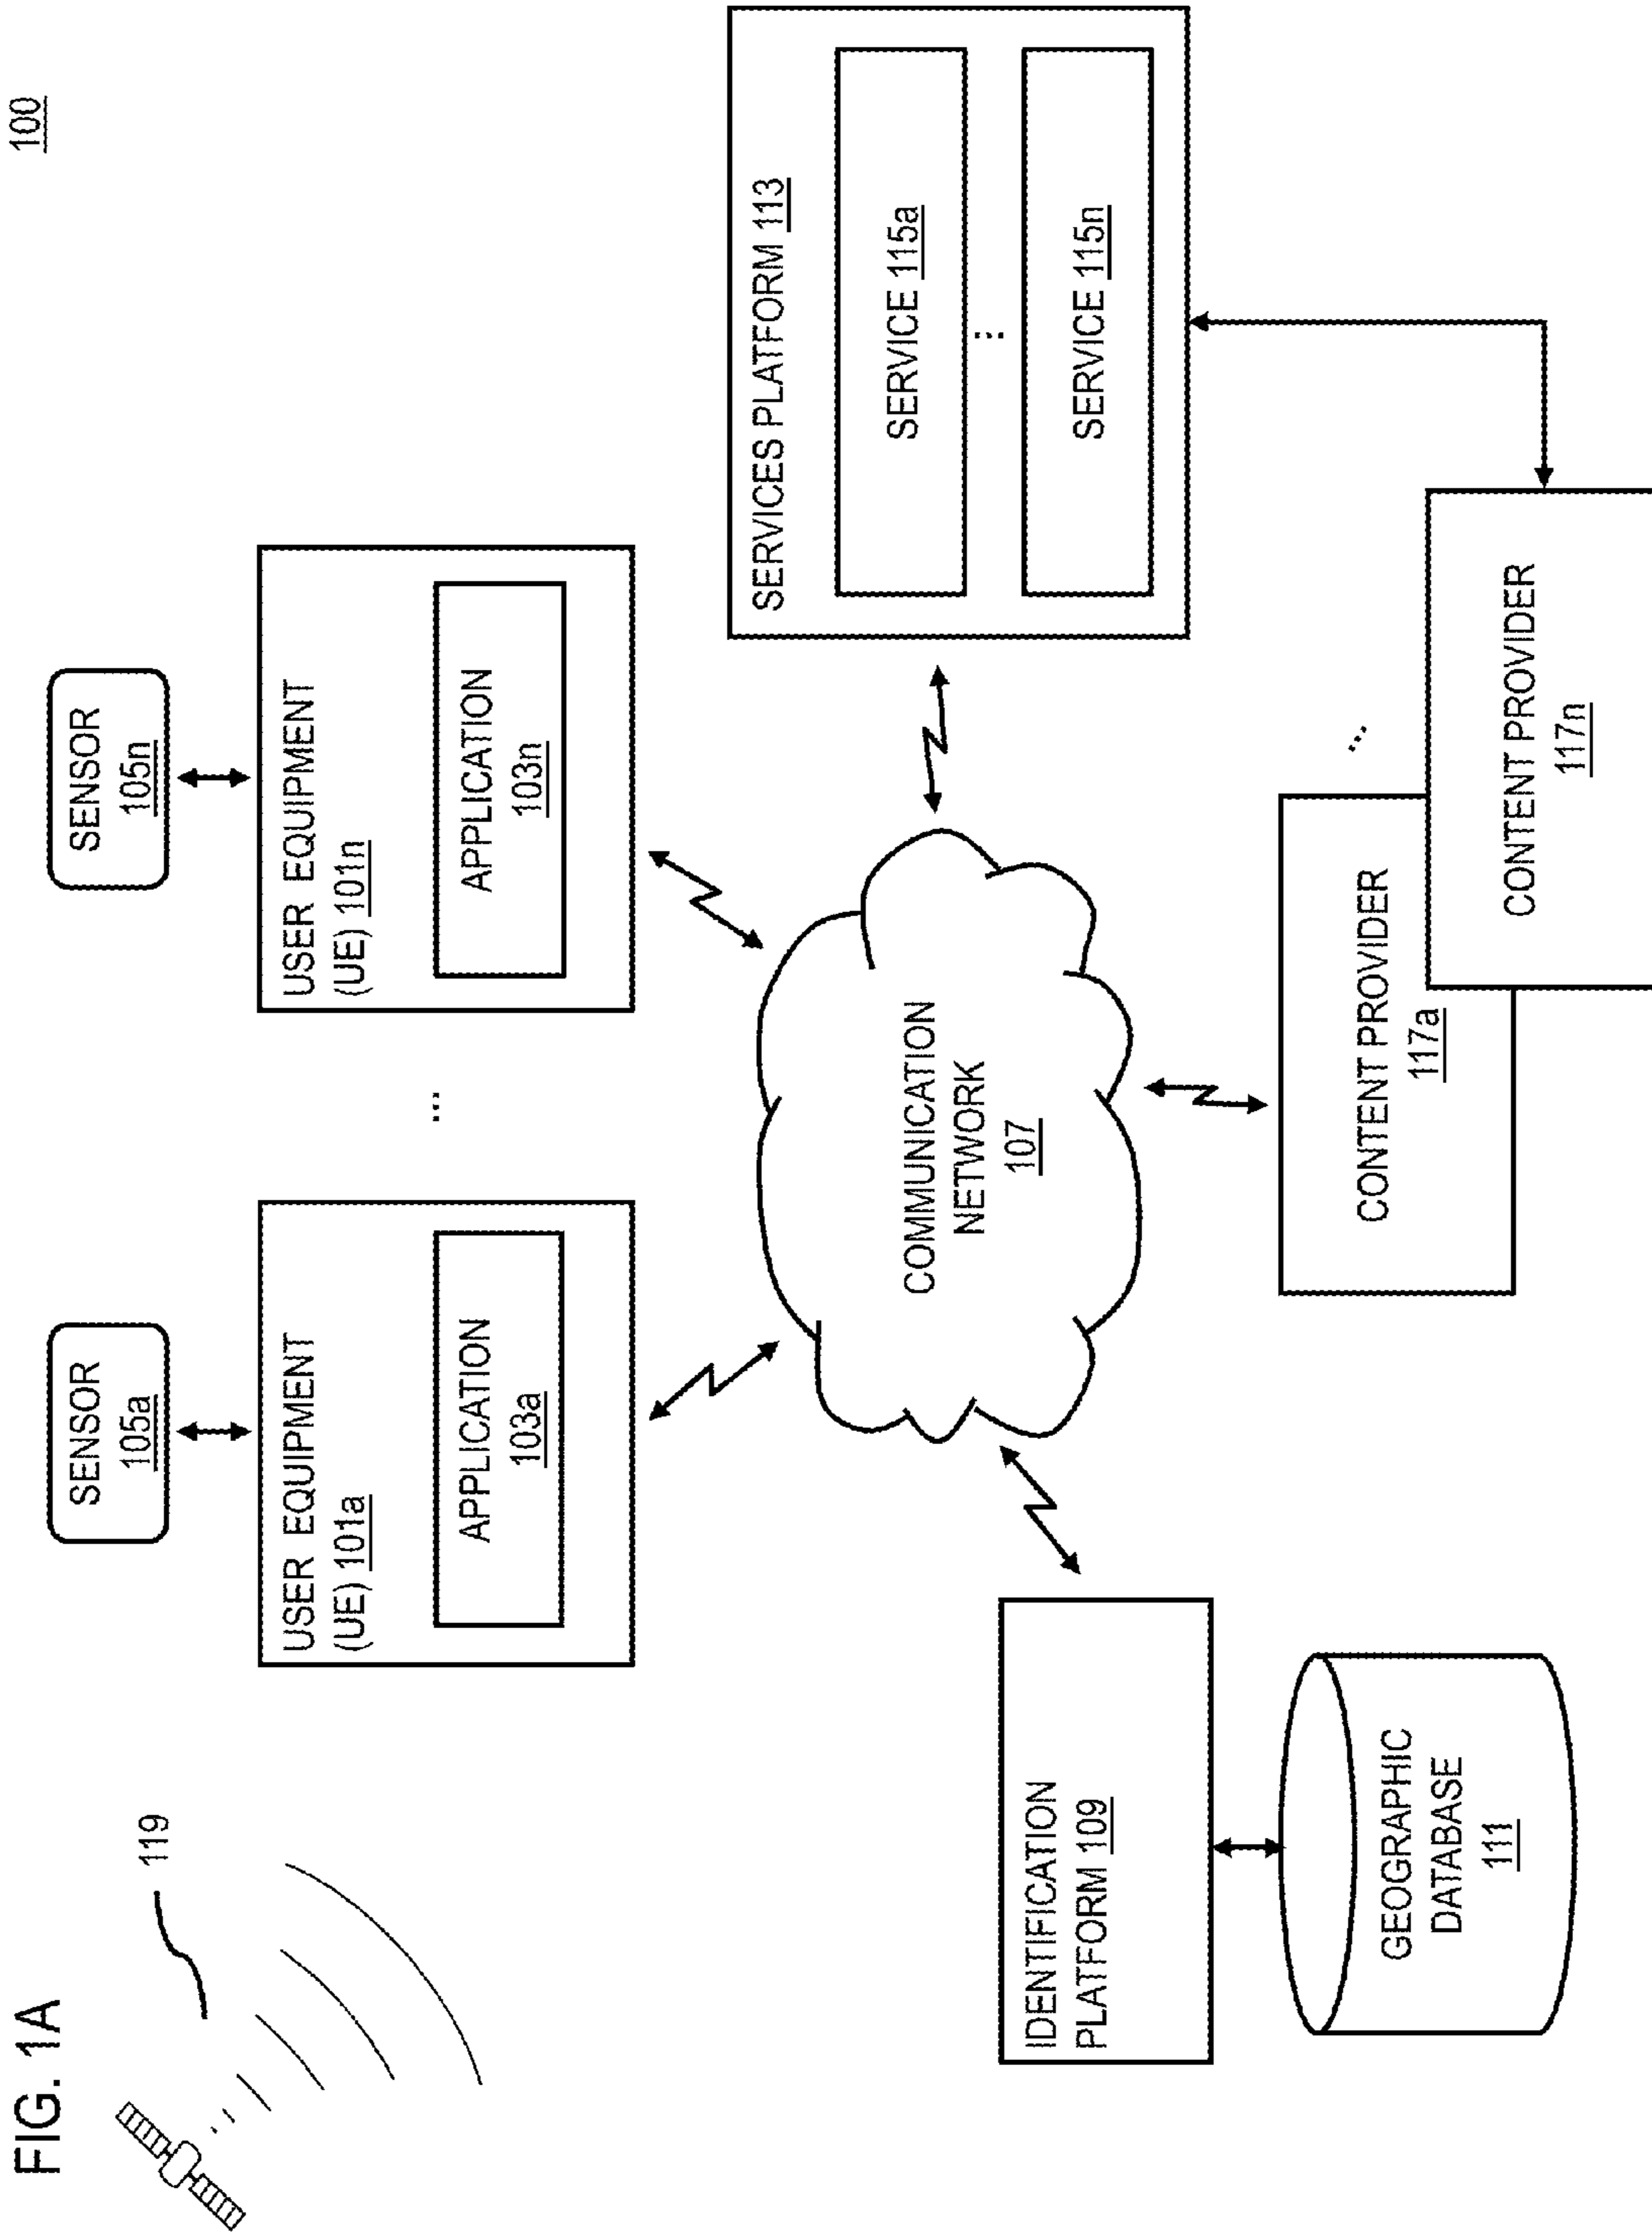 FIG. 1A
100
119
SENSOR
105a
SENSOR
105n
USER EQUIPMENT
(UE) 101a
APPLICATION
103a
...
USER EQUIPMENT
(UE) 101n
APPLICATION
103n
SERVICES PLATFORM 113
SERVICE 115a
...
SERVICE 115n
COMMUNICATION
NETWORK
107
IDENTIFICATION
PLATFORM 109
GEOGRAPHIC
DATABASE
111
CONTENT PROVIDER
117a
...
CONTENT PROVIDER
117n